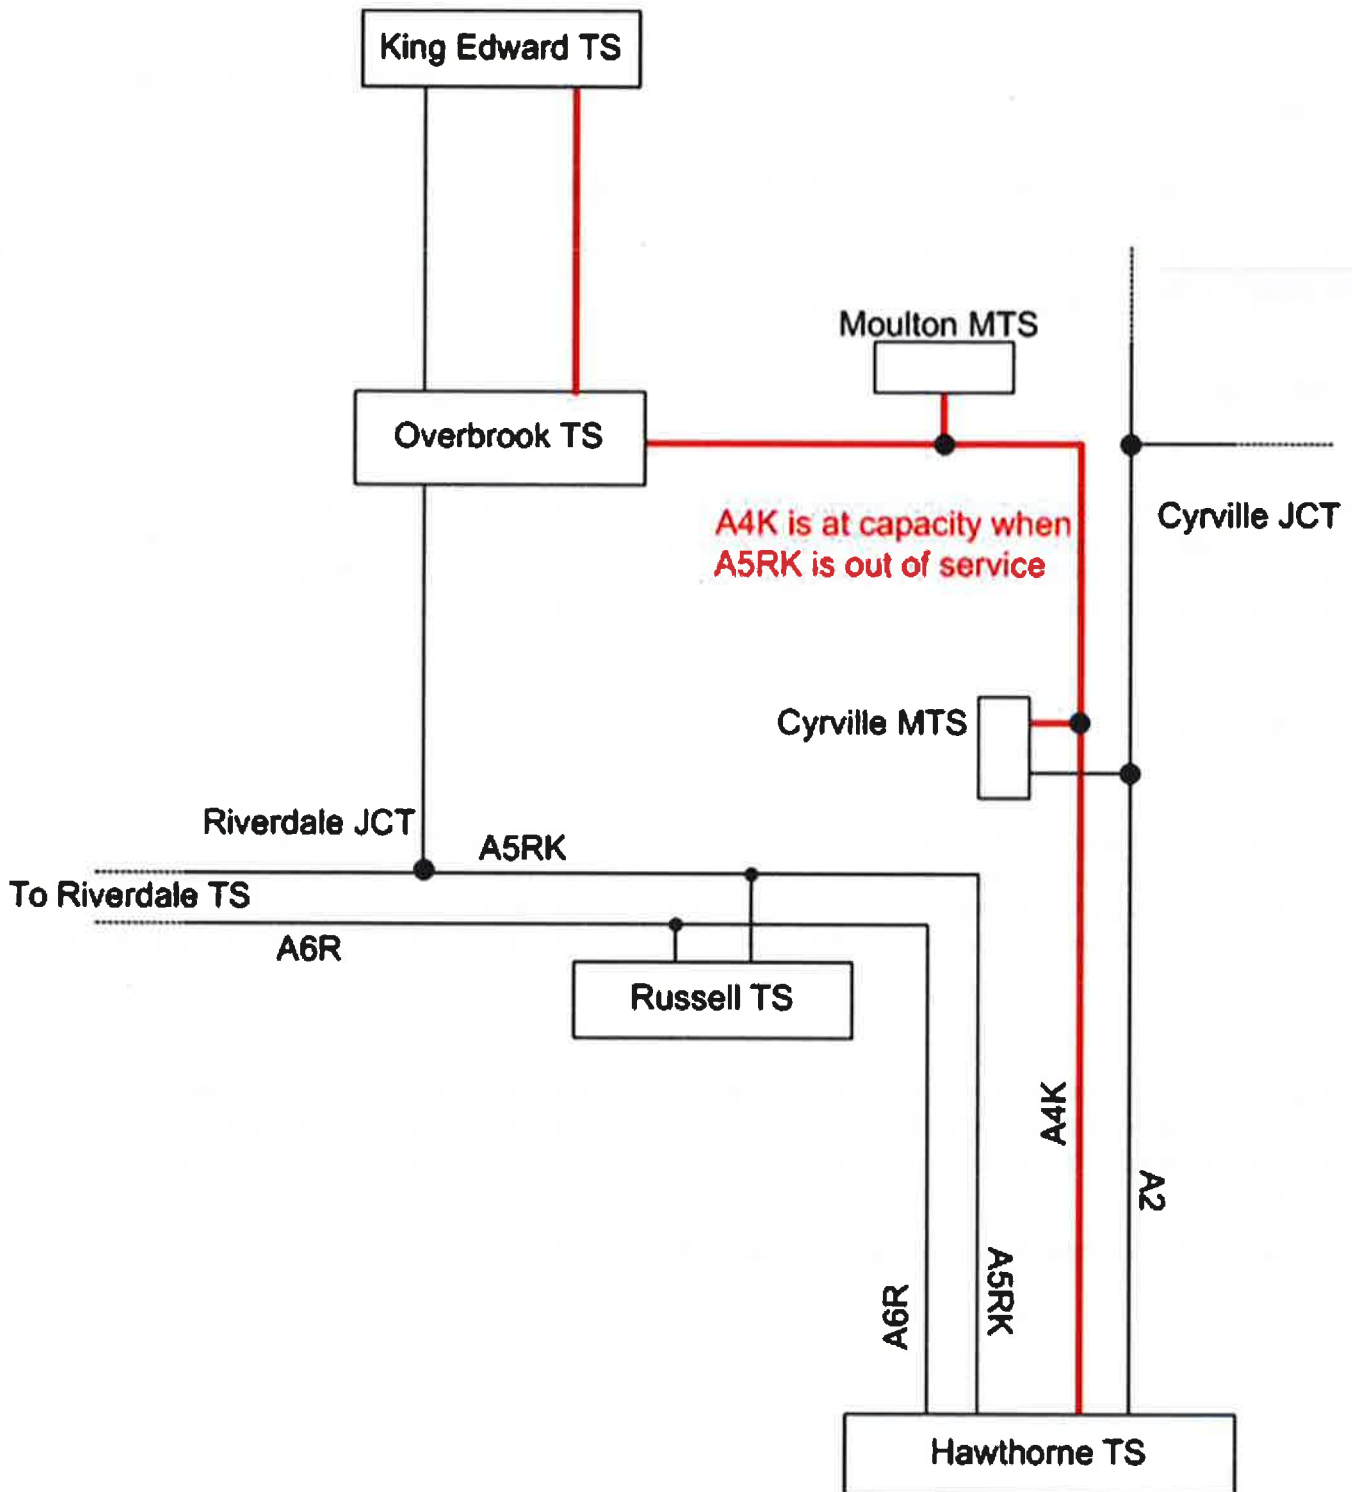 King Edward TS
Moulton MTS
Overbrook TS
A4K is at capacity when
A5RK is out of service
Cyrville JCT
Cyrville MTS
Riverdale JCT
A5RK
To Riverdale TS
A6R
Russell TS
A4K
A2
A5RK
A6R
Hawthorne TS